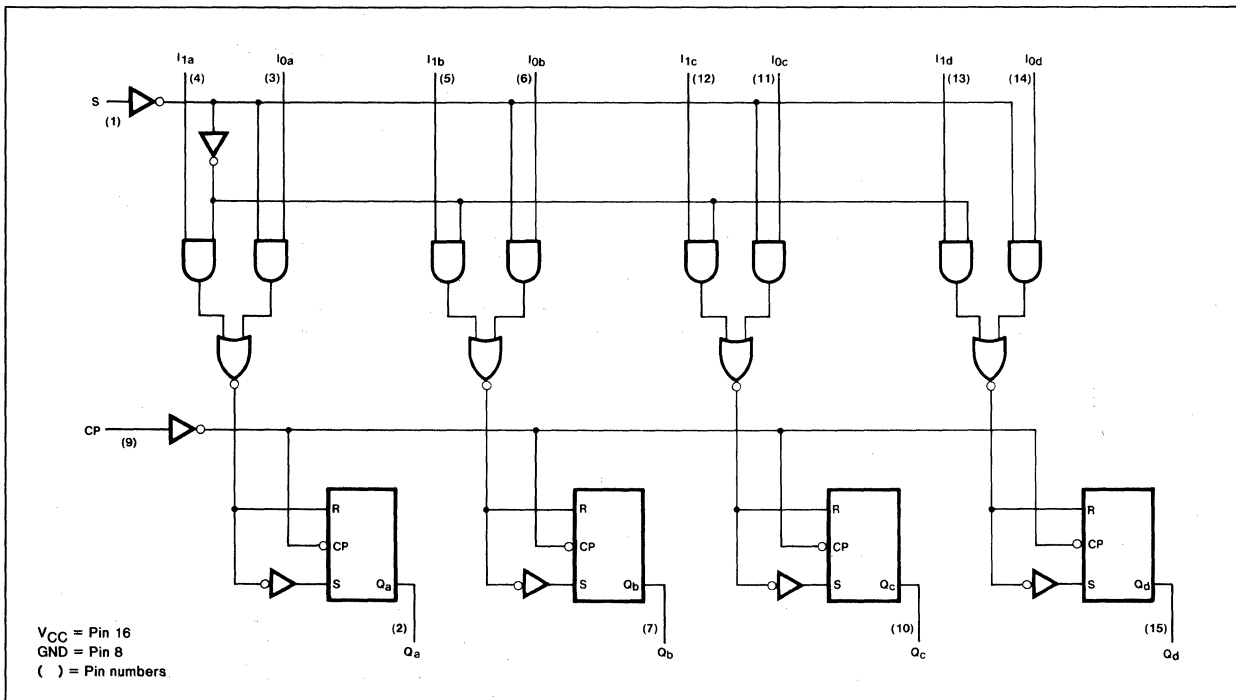 I1a I0a I1b I0b I1c I0c I1d I0d
(4) (3) (5) (6) (12) (11) (13) (14)
S
(1)
CP
(9)
R R R R
CP CP CP CP
S Qa S Qb S Qc S Qd
(2) (7) (10) (15)
Qa Qb Qc Qd
VCC = Pin 16
GND = Pin 8
( ) = Pin numbers